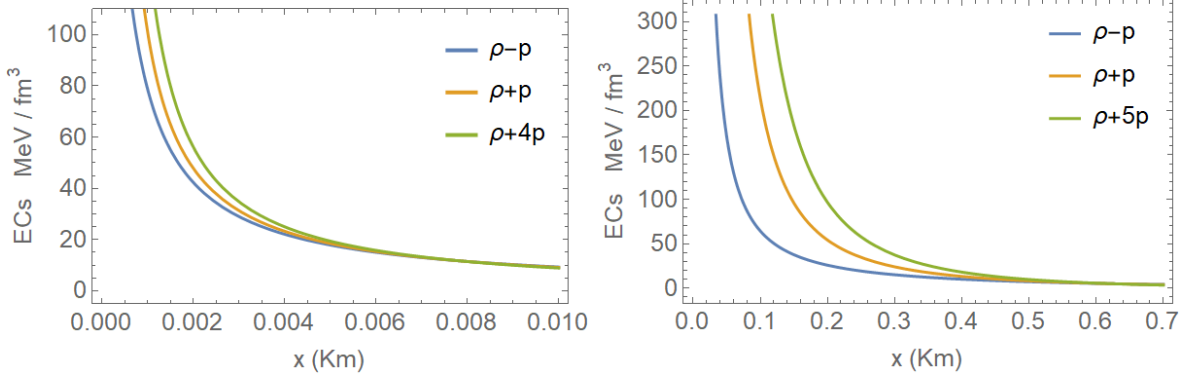 100
80
60
40
20
0
ECs MeV / fm³
ρ−p
ρ+p
ρ+4p
0.000 0.002 0.004 0.006 0.008 0.010
x (Km)
300
250
200
150
100
50
0
ECs MeV / fm³
ρ−p
ρ+p
ρ+5p
0.0 0.1 0.2 0.3 0.4 0.5 0.6 0.7
x (Km)